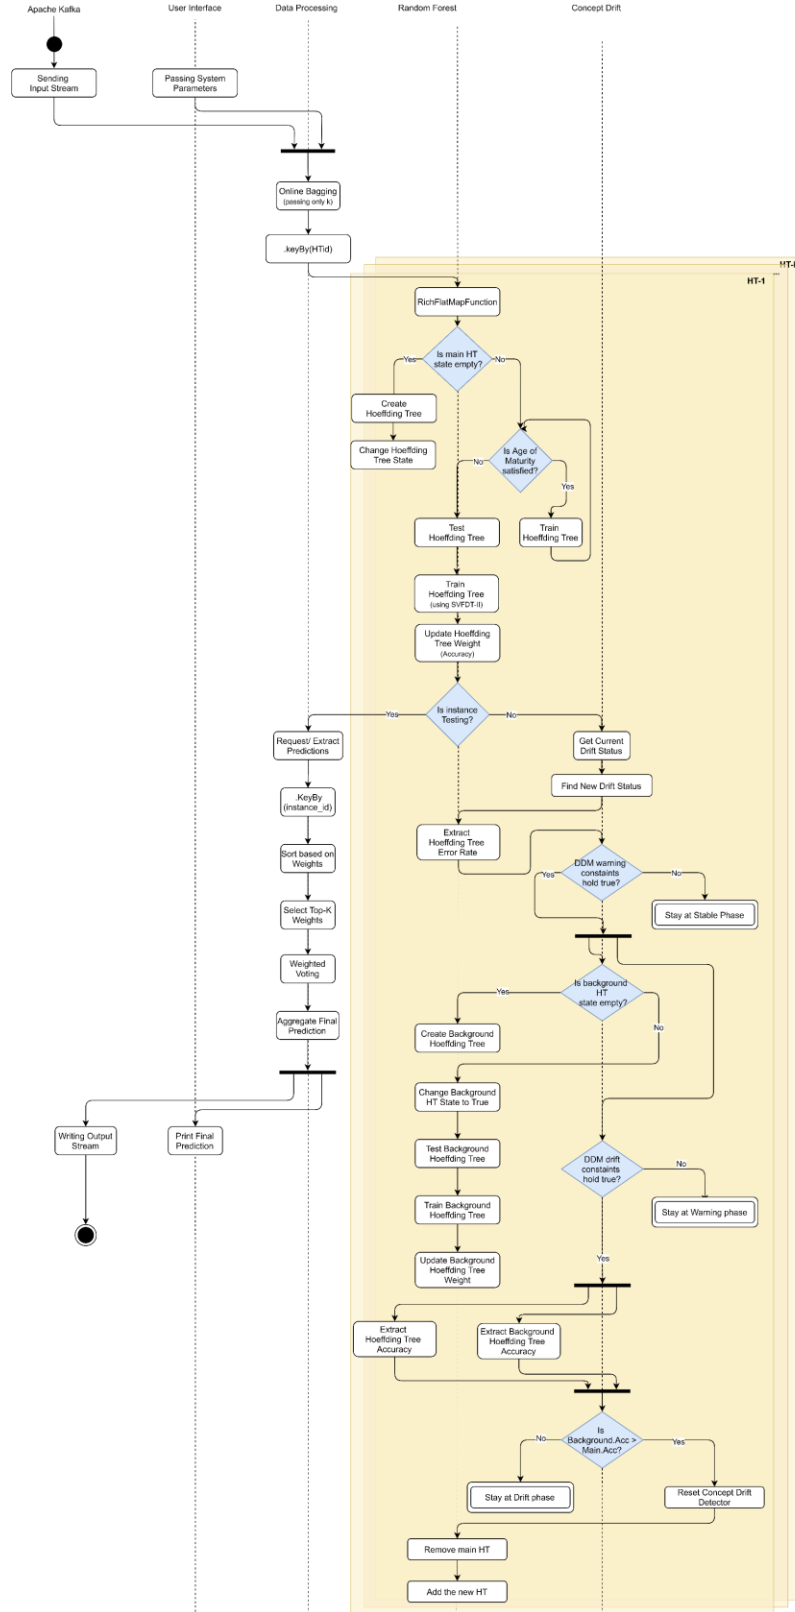 Apache Kafka
User Interface
Data Processing
Random Forest
Concept Drift
Sending
Input Stream
Passing System
Parameters
Online Bagging
(passing only k)
.keyBy(HTid)
...
HT-1
RichFlatMapFunction
Is main HT
state empty?
Yes
No
Create
Hoeffding Tree
Change Hoeffding
Tree State
Is Age of
Maturity
satisfied?
No
Yes
Test
Hoeffding Tree
Train
Hoeffding Tree
Train
Hoeffding Tree
(using SVFDT-II)
Update Hoeffding
Tree Weight
(Accuracy)
Is instance
Testing?
Yes
No
Request/ Extract
Predictions
Get Current
Drift Status
Find New Drift Status
.KeyBy
(instance_id)
Extract
Hoeffding Tree
Error Rate
Sort based on
Weights
DDM warning
constaints
hold true?
Yes
No
Select Top-K
Weights
Stay at Stable Phase
Weighted
Voting
Is background
HT
state empty?
Yes
No
Aggregate Final
Prediction
Create Background
Hoeffding Tree
Change Background
HT State to True
Writing Output
Stream
Print Final
Prediction
Test Background
Hoeffding Tree
DDM drift
constaints
hold true?
No
Train Background
Hoeffding Tree
Stay at Warning phase
Update Background
Hoeffding Tree
Weight
Yes
Extract
Hoeffding Tree
Accuracy
Extract Background
Hoeffding Tree
Accuracy
Is
Background.Acc >
Main.Acc?
No
Yes
Stay at Drift phase
Reset Concept Drift
Detector
Remove main HT
Add the new HT